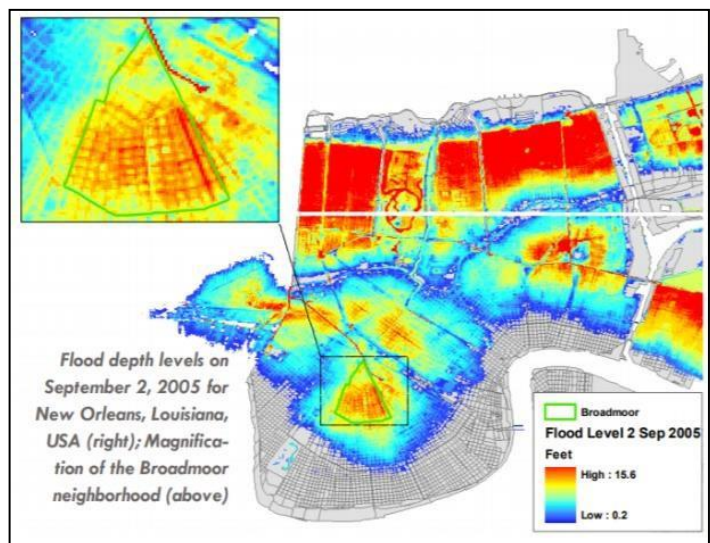 Flood depth levels on
September 2, 2005 for
New Orleans, Louisiana,
USA (right); Magnifica-
tion of the Broadmoor
neighborhood (above)
Broadmoor
Flood Level 2 Sep 2005
Feet
High : 15.6
Low : 0.2